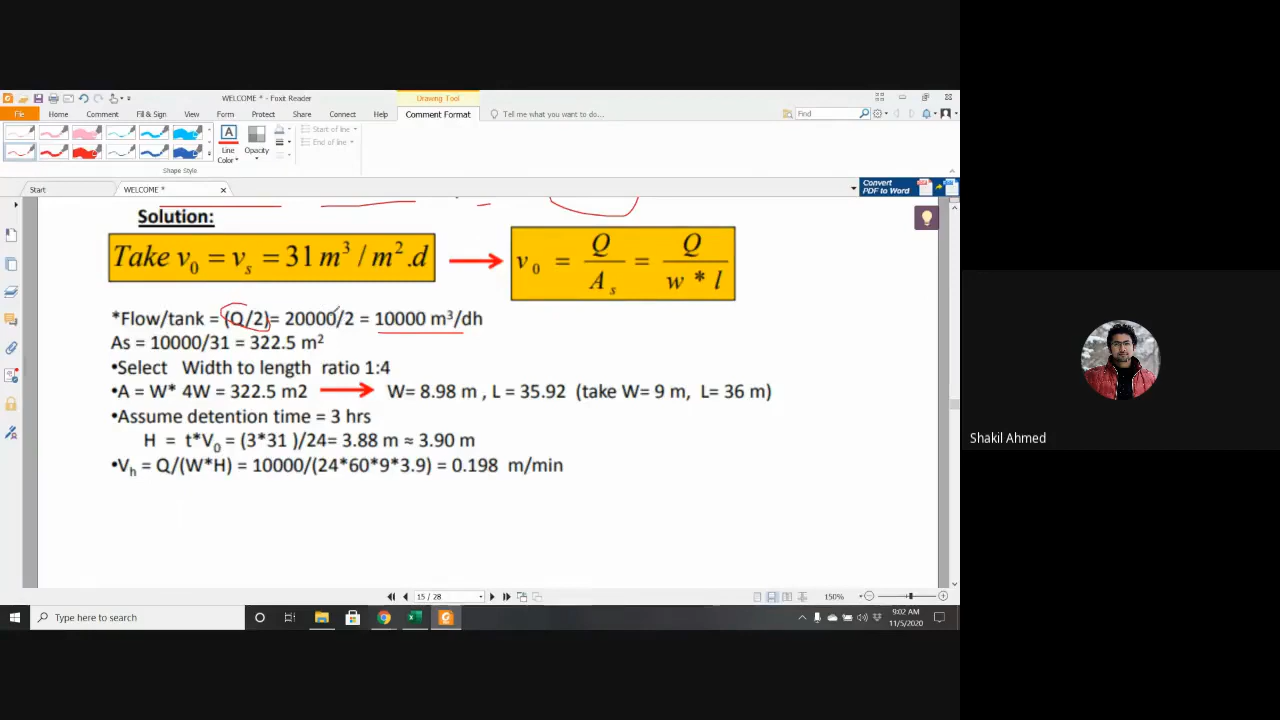 WELCOME * - Foxit Reader
Drawing Tool
File Home Comment Fill & Sign View Form Protect Share Connect Help Comment Format Tell me what you want to do... Find
Line Color Opacity Start of line
End of line
Shape Style
Start WELCOME * Convert PDF to Word
Solution:
Take v0 = vs = 31 m³ / m² .d
v0 = Q / As = Q / w * l
*Flow/tank = (Q/2)= 20000/2 = 10000 m³/dh
As = 10000/31 = 322.5 m²
•Select Width to length ratio 1:4
•A = W* 4W = 322.5 m2 W= 8.98 m , L = 35.92 (take W= 9 m, L= 36 m)
•Assume detention time = 3 hrs
H = t*V0 = (3*31 )/24= 3.88 m ≈ 3.90 m
•Vh = Q/(W*H) = 10000/(24*60*9*3.9) = 0.198 m/min
Shakil Ahmed
15 / 28 150%
Type here to search
9:02 AM
11/5/2020